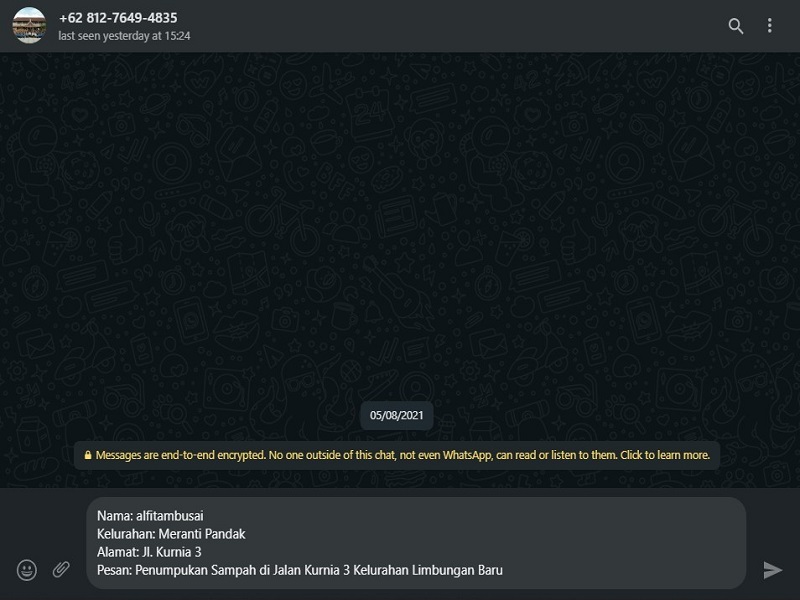 +62 812-7649-4835
last seen yesterday at 15:24
05/08/2021
Messages are end-to-end encrypted. No one outside of this chat, not even WhatsApp, can read or listen to them. Click to learn more.
Nama: alfitambusai
Kelurahan: Meranti Pandak
Alamat: Jl. Kurnia 3
Pesan: Penumpukan Sampah di Jalan Kurnia 3 Kelurahan Limbungan Baru